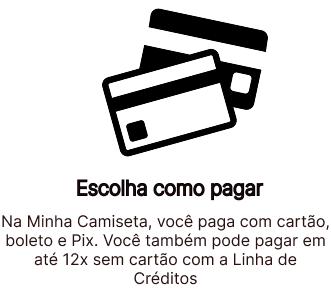 Escolha como pagar
Na Minha Camiseta, você paga com cartão,
boleto e Pix. Você também pode pagar em
até 12x sem cartão com a Linha de
Créditos